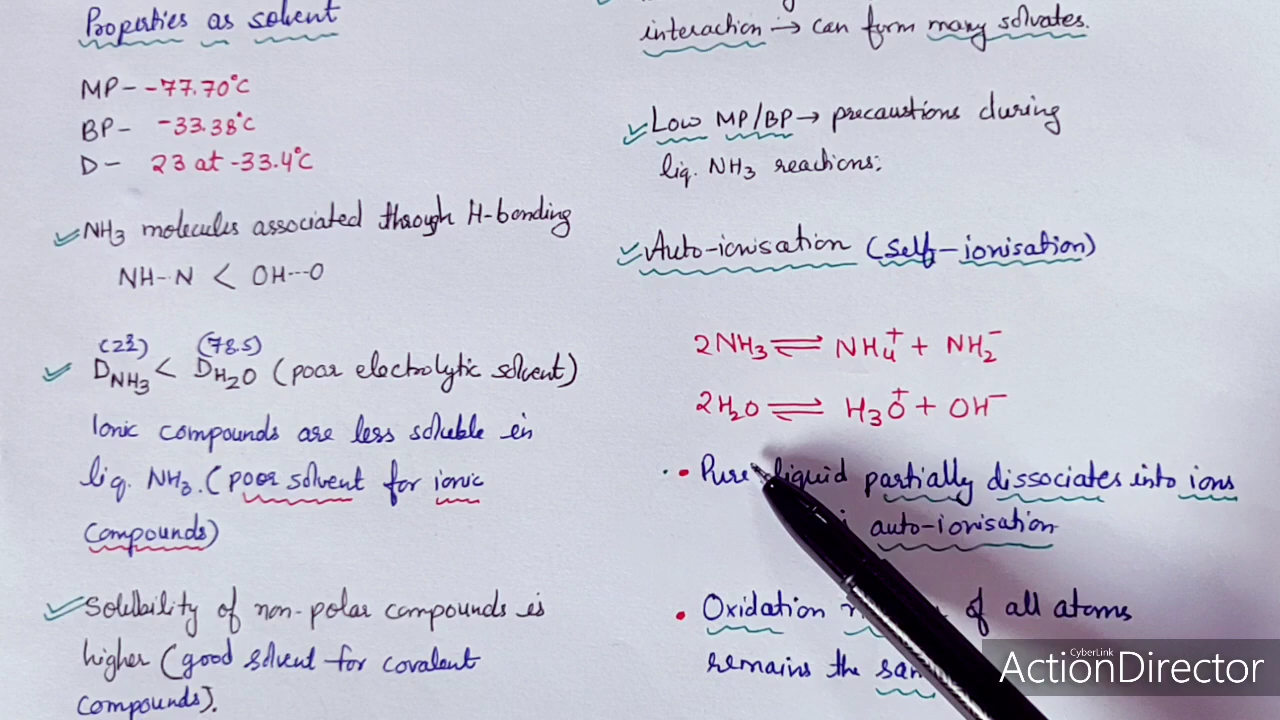 Properties as solvent
MP- -77.70°C
BP- -33.38°C
D- 23 at -33.4°C
NH3 molecules associated through H-bonding
NH---N < OH---O
(23) (78.5)
DNH3 < DH2O (poor electrolytic solvent)
Ionic compounds are less soluble in
liq. NH3. (poor solvent for ionic
compounds)
Solulbility of non-polar compounds is
higher (good solvent for covalent
compounds).
interaction → can form many solvates.
Low MP/BP → precaustions during
liq. NH3 reactions:
Auto-ionisation (self-ionisation)
2NH3 ⇌ NH4+ + NH2-
2H2O ⇌ H3O+ + OH-
• Pure liquid partially dissociates into ions
auto-ionisation
• Oxidation of all atoms
remains the
CyberLink
ActionDirector